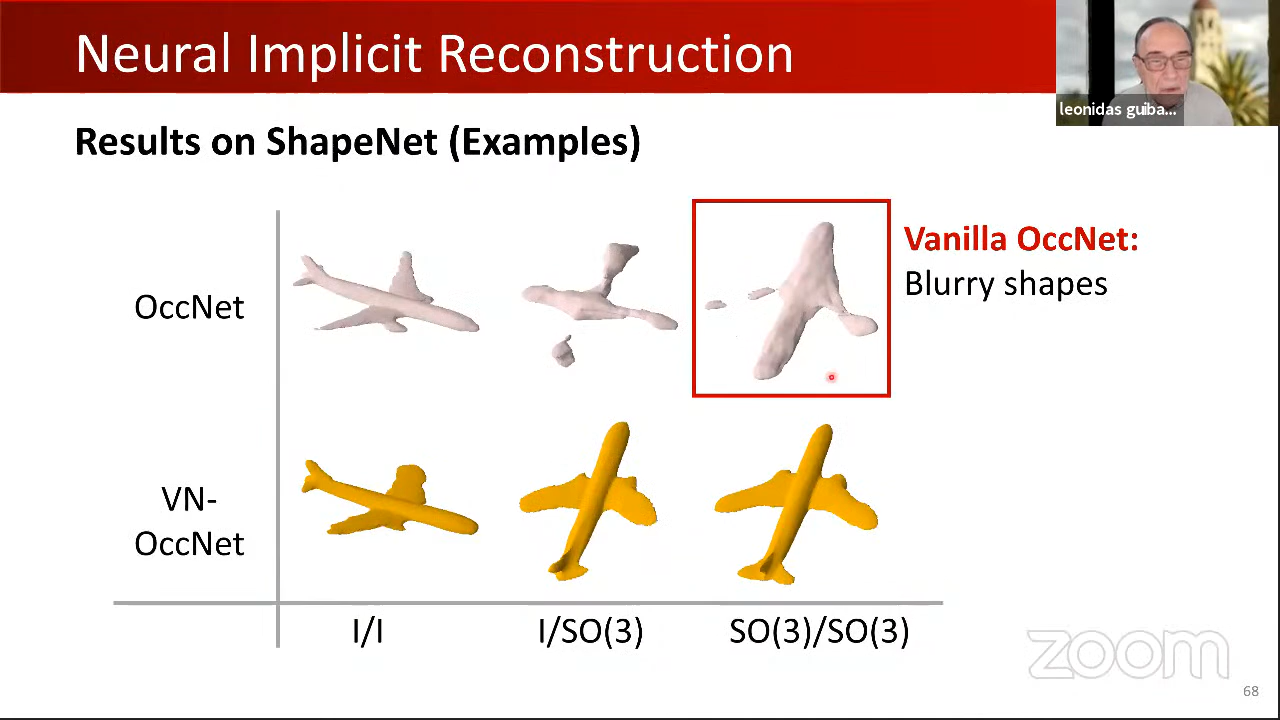 Neural Implicit Reconstruction
leonidas guiba...
Results on ShapeNet (Examples)
Vanilla OccNet:
Blurry shapes
OccNet
VN-
OccNet
I/I
I/SO(3)
SO(3)/SO(3)
zoom
68